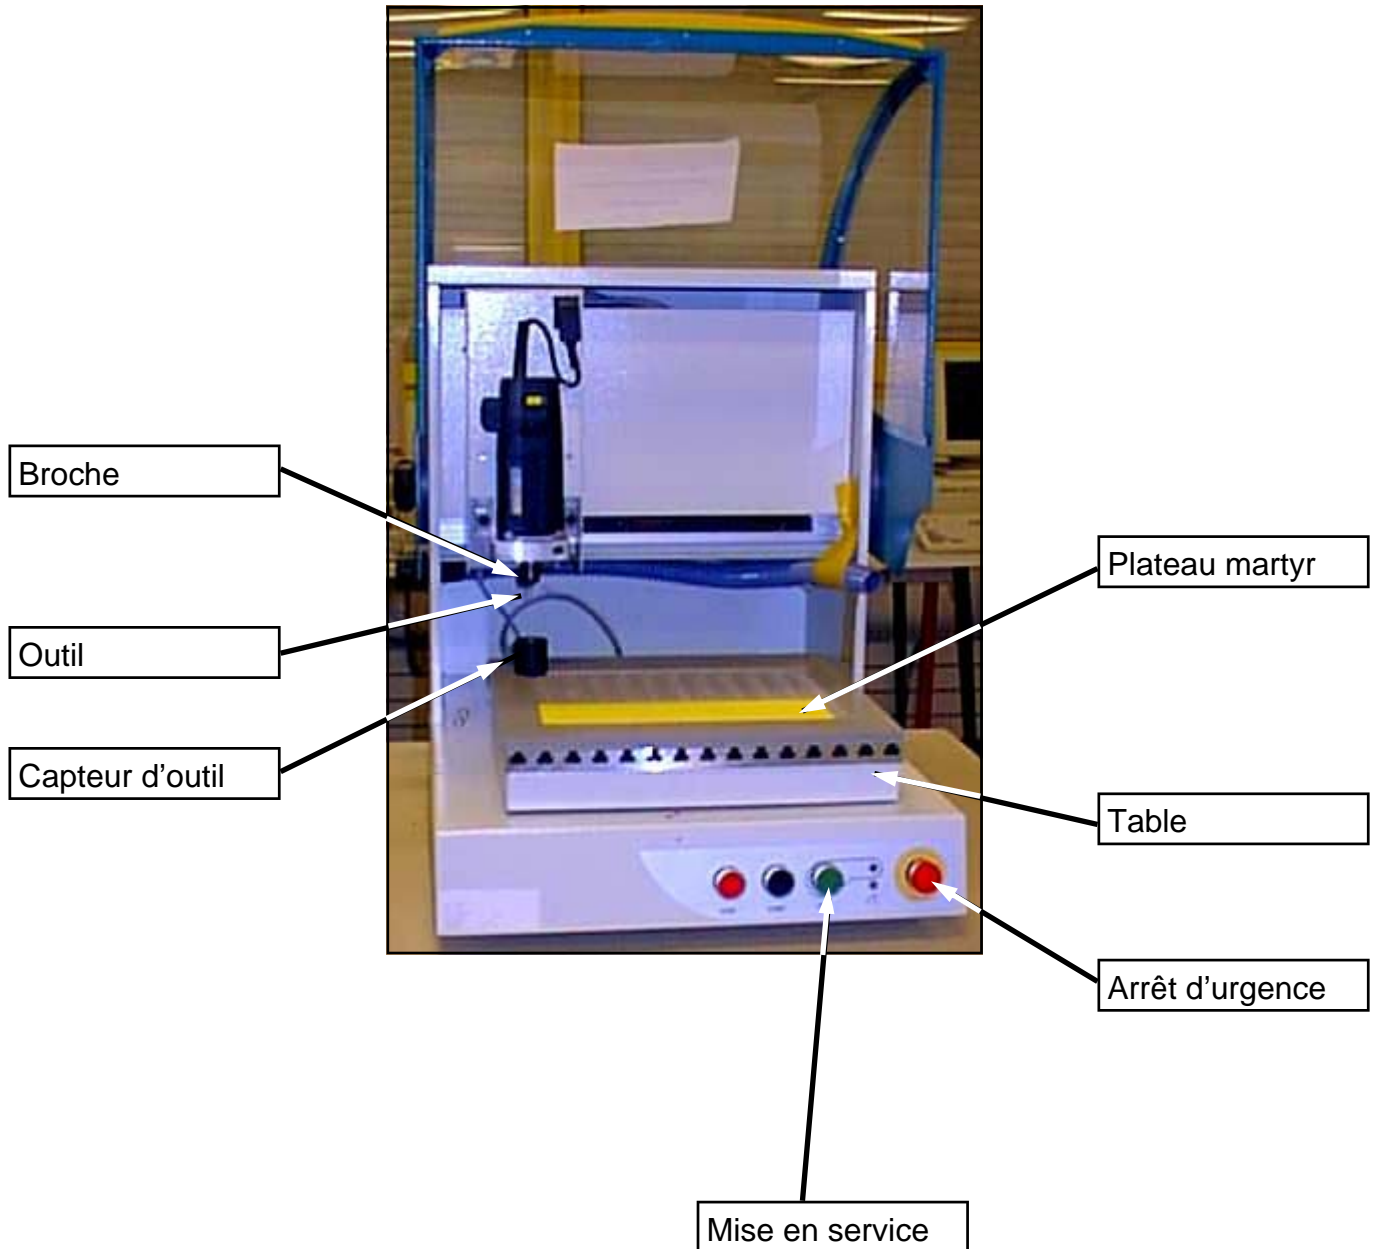 Broche
Plateau martyr
Outil
Capteur d’outil
Table
Arrêt d’urgence
Mise en service